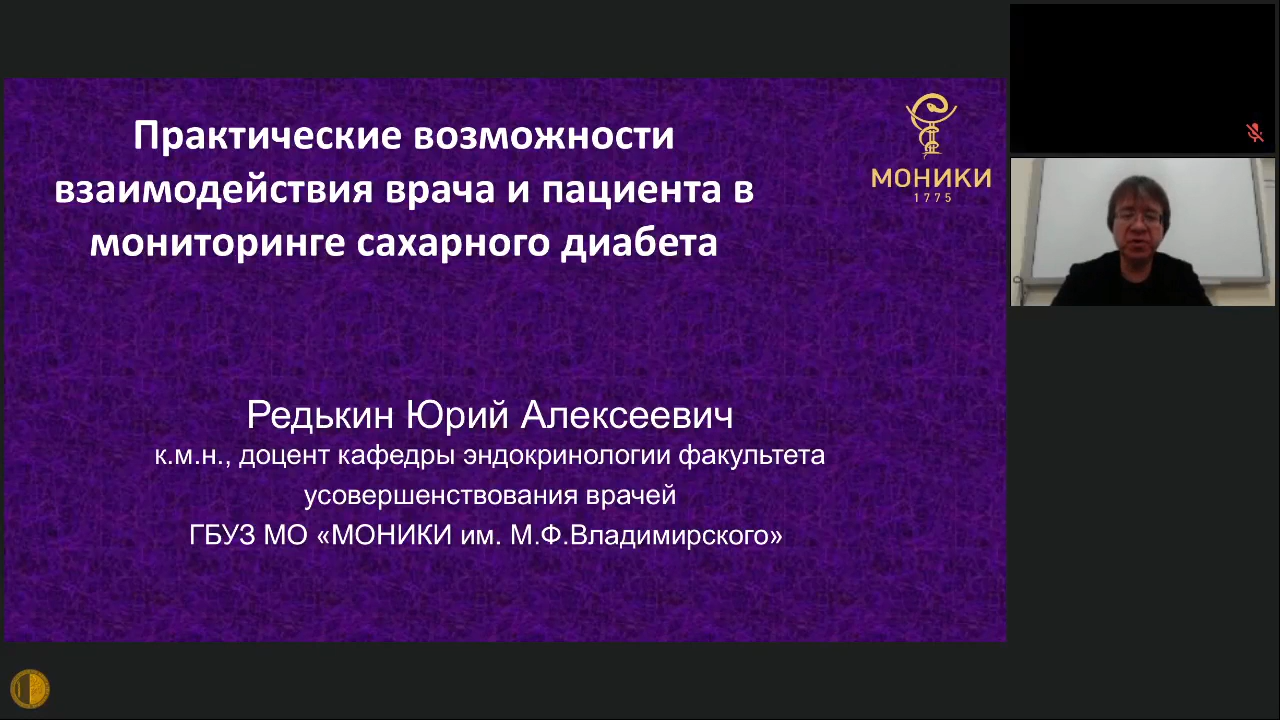 Практические возможности
взаимодействия врача и пациента в
мониторинге сахарного диабета
МОНИКИ
1775
Редькин Юрий Алексеевич
к.м.н., доцент кафедры эндокринологии факультета
усовершенствования врачей
ГБУЗ МО «МОНИКИ им. М.Ф.Владимирского»